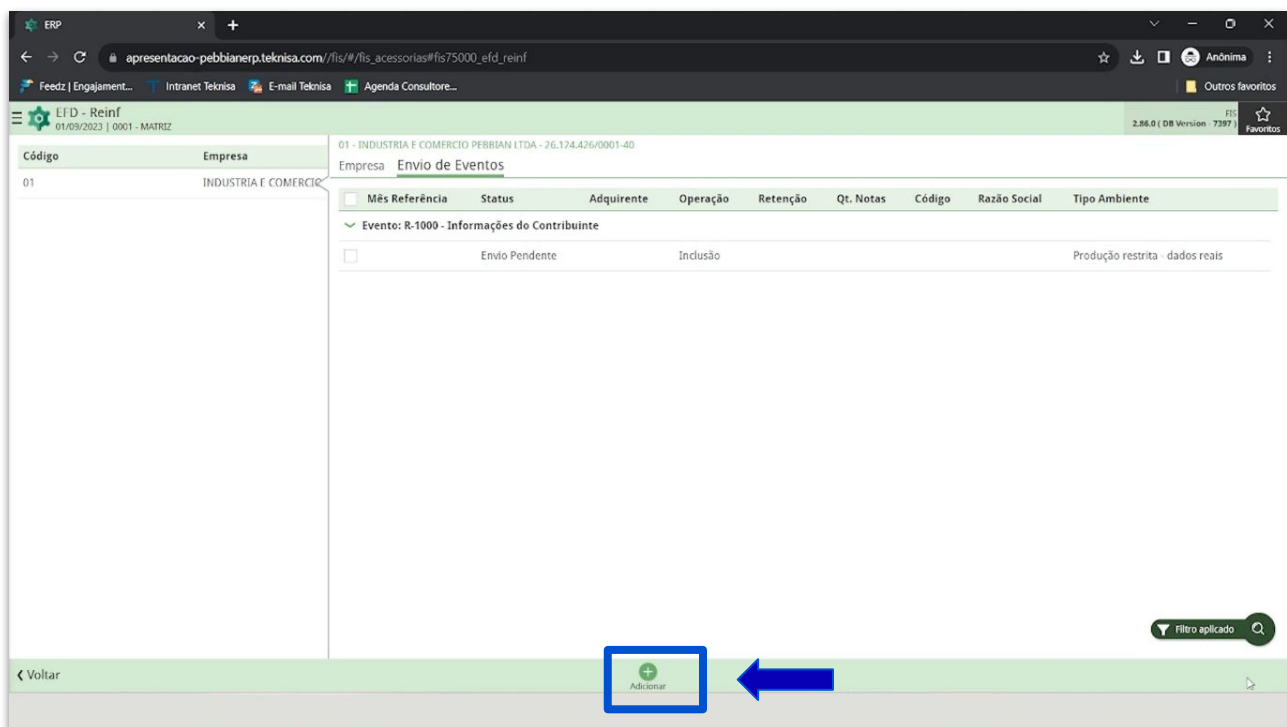 ERP
apresentacao-pebbianerp.teknisa.com//fis/#/fis_acessorias#fis75000_efd_reinf
Anônima
Feedz | Engajament... Intranet Teknisa E-mail Teknisa Agenda Consultore... Outros favoritos
EFD - Reinf
01/09/2023 | 0001 - MATRIZ
FIS
2.86.0 ( DB Version - 7397 )
Favoritos
Código Empresa
01 INDUSTRIA E COMERCIO
01 - INDUSTRIA E COMERCIO PEBBIAN LTDA - 26.124.426/0001-40
Empresa Envio de Eventos
Mês Referência Status Adquirente Operação Retenção Qt. Notas Código Razão Social Tipo Ambiente
Evento: R-1000 - Informações do Contribuinte
Envio Pendente Inclusão Produção restrita - dados reais
Filtro aplicado
Voltar
Adicionar